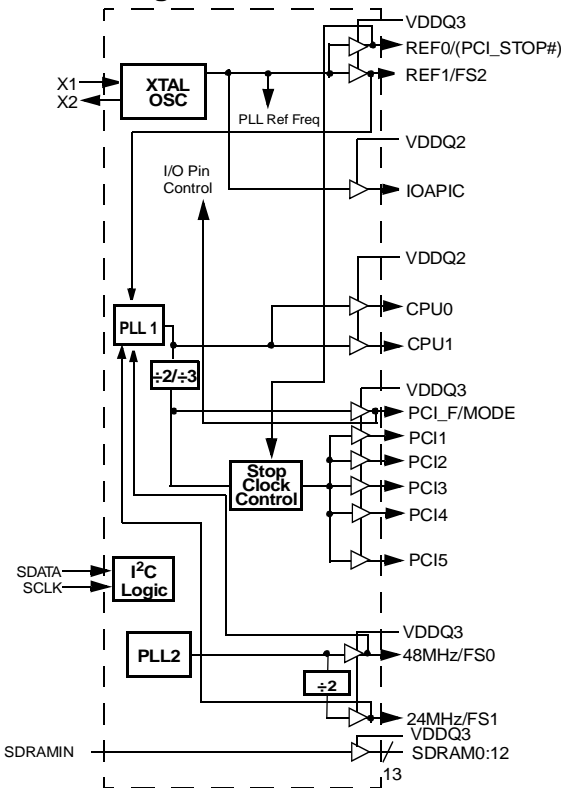 VDDQ3
REF0/(PCI_STOP#)
REF1/FS2
X1
X2
XTAL
OSC
PLL Ref Freq
VDDQ2
I/O Pin
Control
IOAPIC
VDDQ2
CPU0
PLL 1
CPU1
÷2/÷3
VDDQ3
PCI_F/MODE
PCI1
Stop
Clock
Control
PCI2
PCI3
PCI4
PCI5
SDATA
SCLK
I²C
Logic
VDDQ3
PLL2
48MHz/FS0
÷2
24MHz/FS1
VDDQ3
SDRAMIN
SDRAM0:12
13